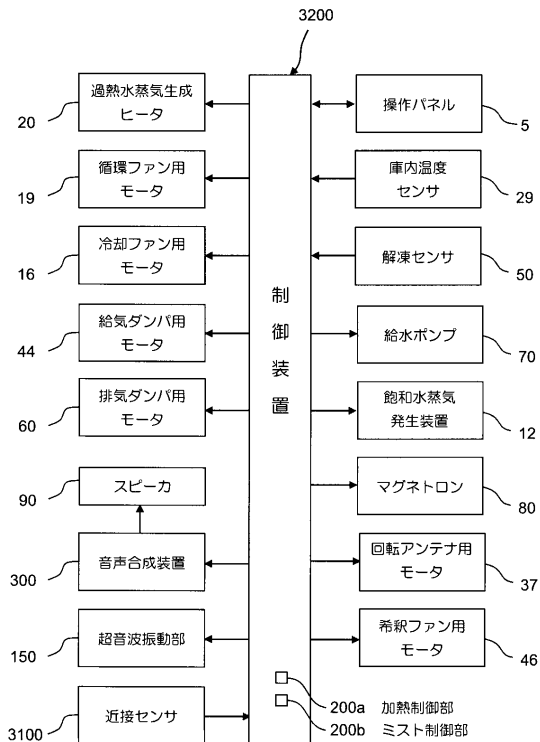 3200
過熱水蒸気生成
ヒータ
20
循環ファン用
モータ
19
冷却ファン用
モータ
16
給気ダンパ用
モータ
44
排気ダンパ用
モータ
60
スピーカ
90
音声合成装置
300
超音波振動部
150
近接センサ
3100
制
御
装
置
操作パネル
5
庫内温度
センサ
29
解凍センサ
50
給水ポンプ
70
飽和水蒸気
発生装置
12
マグネトロン
80
回転アンテナ用
モータ
37
希釈ファン用
モータ
46
200a 加熱制御部
200b ミスト制御部